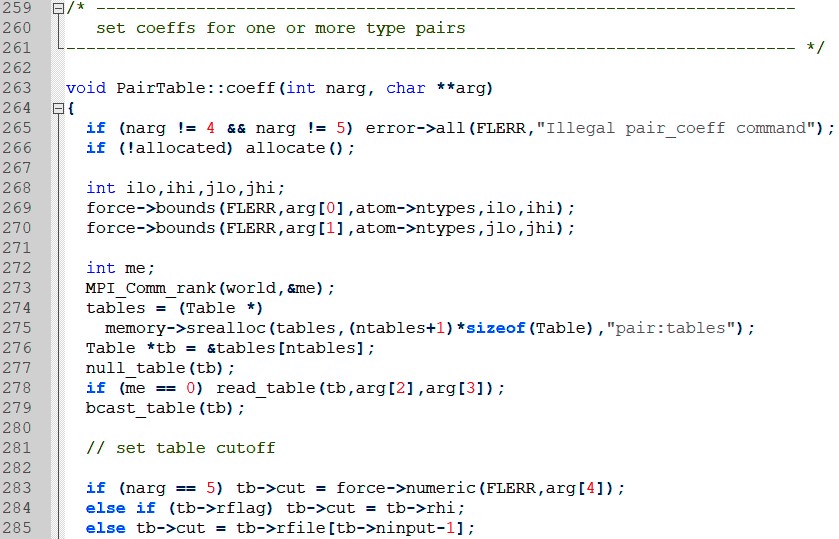 259 /* ----------------------------------------------------------------------
260    set coeffs for one or more type pairs
261 ------------------------------------------------------------------------- */
262
263 void PairTable::coeff(int narg, char **arg)
264 {
265   if (narg != 4 && narg != 5) error->all(FLERR,"Illegal pair_coeff command");
266   if (!allocated) allocate();
267
268   int ilo,ihi,jlo,jhi;
269   force->bounds(FLERR,arg[0],atom->ntypes,ilo,ihi);
270   force->bounds(FLERR,arg[1],atom->ntypes,jlo,jhi);
271
272   int me;
273   MPI_Comm_rank(world,&me);
274   tables = (Table *)
275     memory->srealloc(tables,(ntables+1)*sizeof(Table),"pair:tables");
276   Table *tb = &tables[ntables];
277   null_table(tb);
278   if (me == 0) read_table(tb,arg[2],arg[3]);
279   bcast_table(tb);
280
281   // set table cutoff
282
283   if (narg == 5) tb->cut = force->numeric(FLERR,arg[4]);
284   else if (tb->rflag) tb->cut = tb->rhi;
285   else tb->cut = tb->rfile[tb->ninput-1];